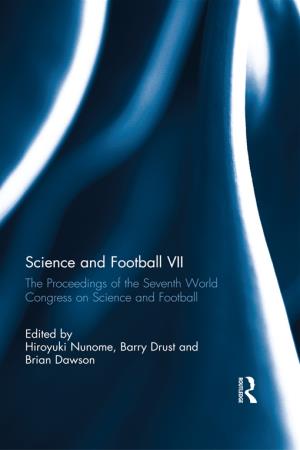 Science and Football VII
The Proceedings of the Seventh World
Congress on Science and Football
Edited by
Hiroyuki Nunome, Barry Drust and
Brian Dawson
ROUTLEDGE